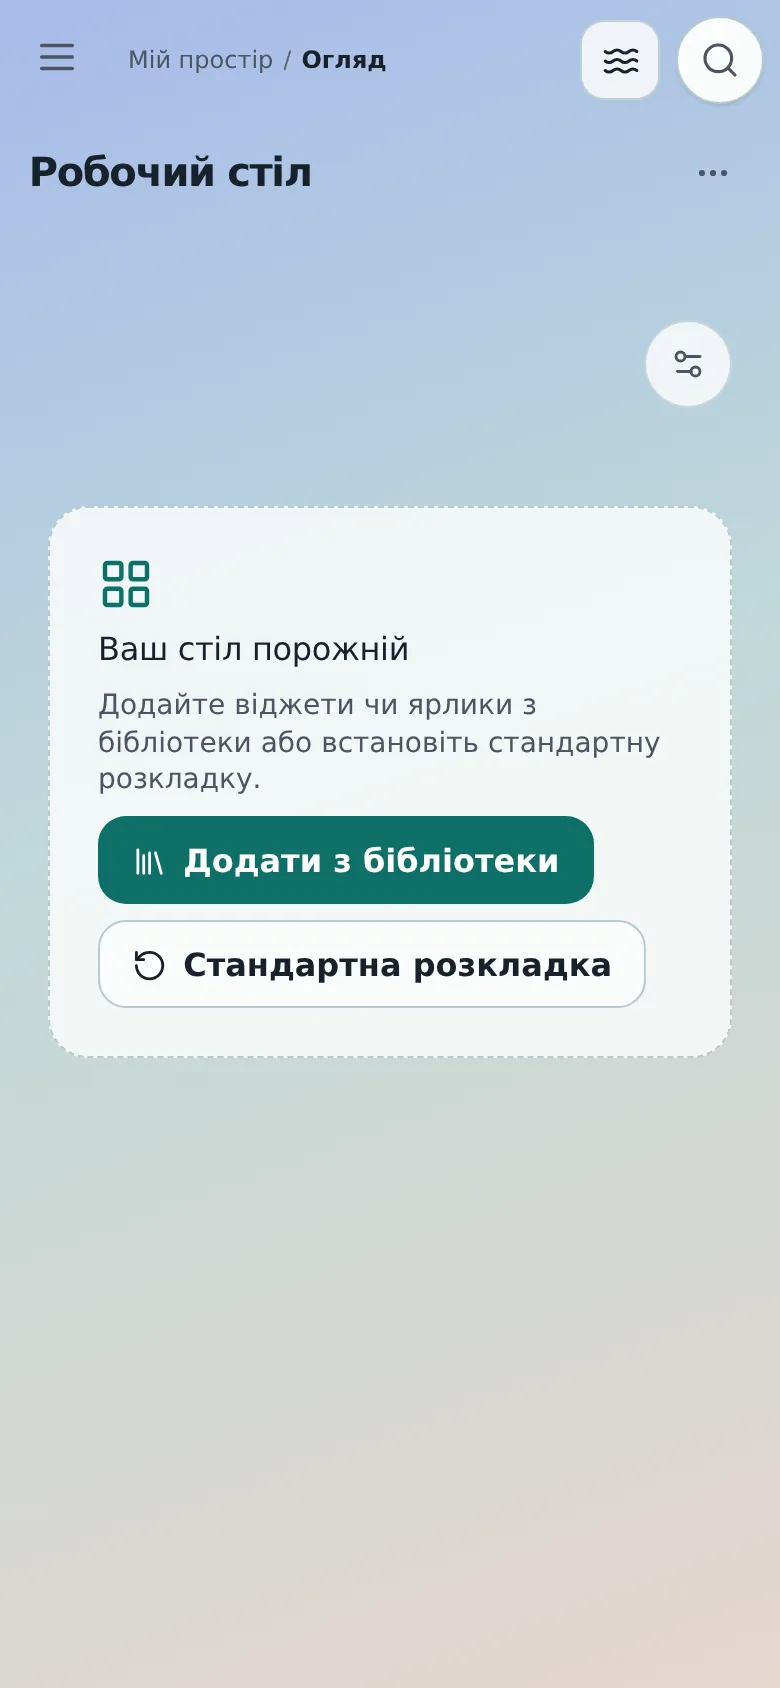 Мій простір / Огляд
Робочий стіл
Ваш стіл порожній
Додайте віджети чи ярлики з
бібліотеки або встановіть стандартну
розкладку.
Додати з бібліотеки
Стандартна розкладка